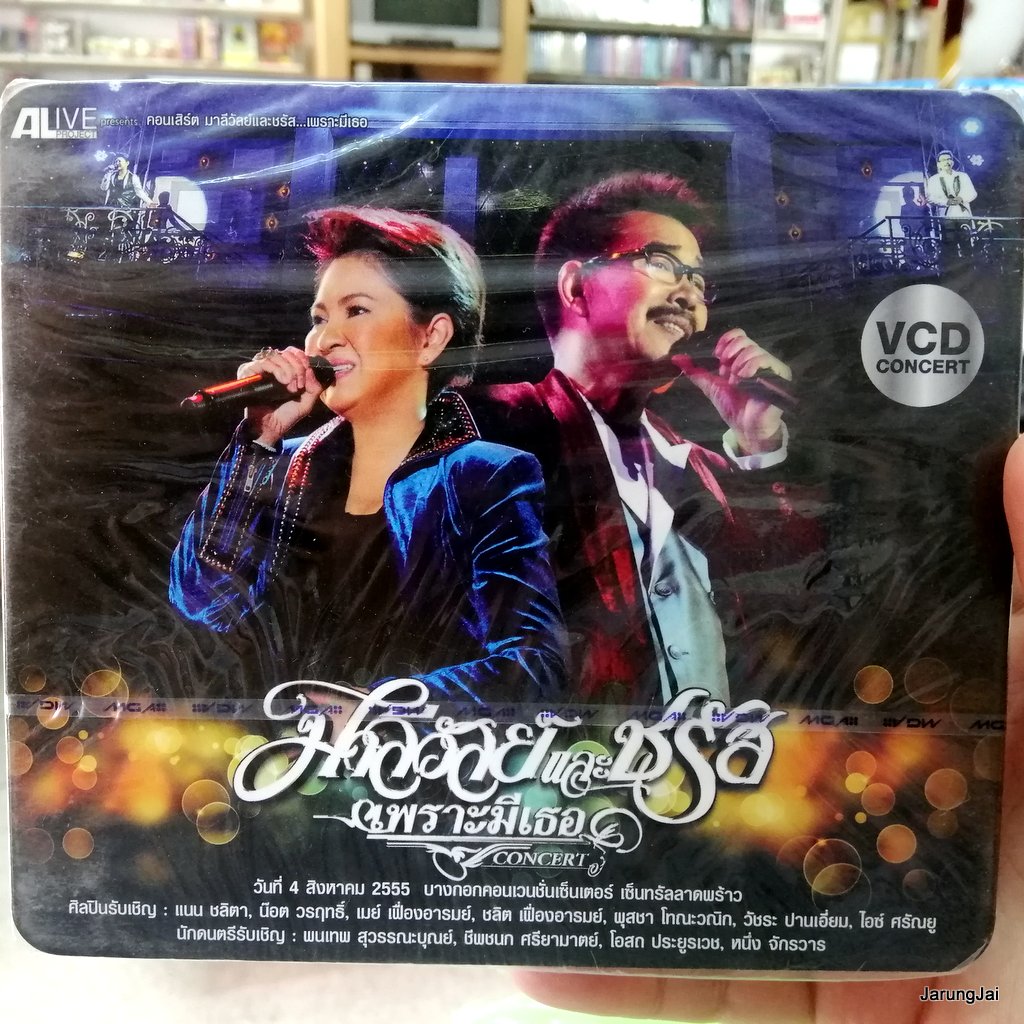 ALIVE PROJECT presents.. คอนเสิร์ต มาลีวัลย์และชรัส...เพราะมีเธอ
VCD
CONCERT
MGA WDW MGA WDW MGA WDW MGA
มาลีวัลย์และชรัส
เพราะมีเธอ
CONCERT
วันที่ 4 สิงหาคม 2555 บางกอกคอนเวนชั่นเซ็นเตอร์ เซ็นทรัลลาดพร้าว
ศิลปินรับเชิญ : แนน ชลิตา, น๊อต วรฤทธิ์, เมย์ เฟื่องอารมย์, ชลิต เฟื่องอารมย์, พุสชา โทณะวณิก, วัชระ ปานเอี่ยม, ไอซ์ ศรัณยู
นักดนตรีรับเชิญ : พนเทพ สุวรรณะบุณย์, ชีพชนก ศรียามาตย์, โอสถ ประยูรเวช, หนึ่ง จักรวาร
JarungJai